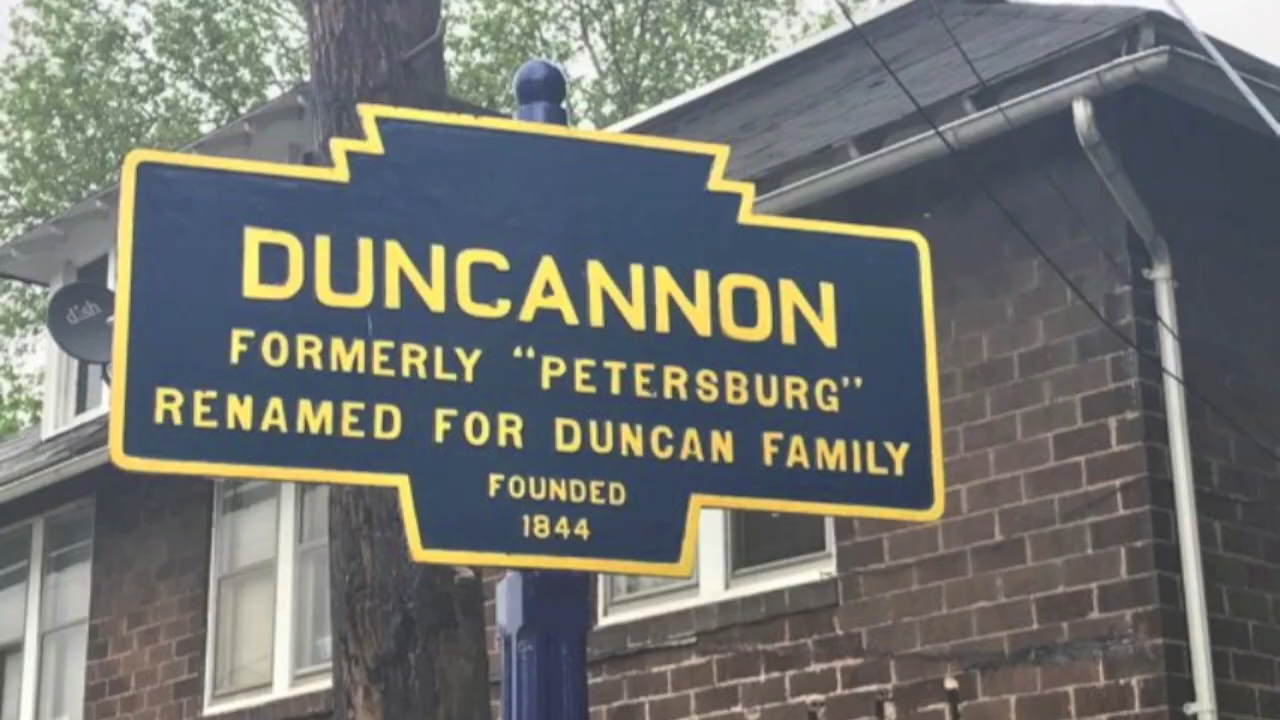 DUNCANNON
FORMERLY “PETERSBURG”
RENAMED FOR DUNCAN FAMILY
FOUNDED
1844
dish